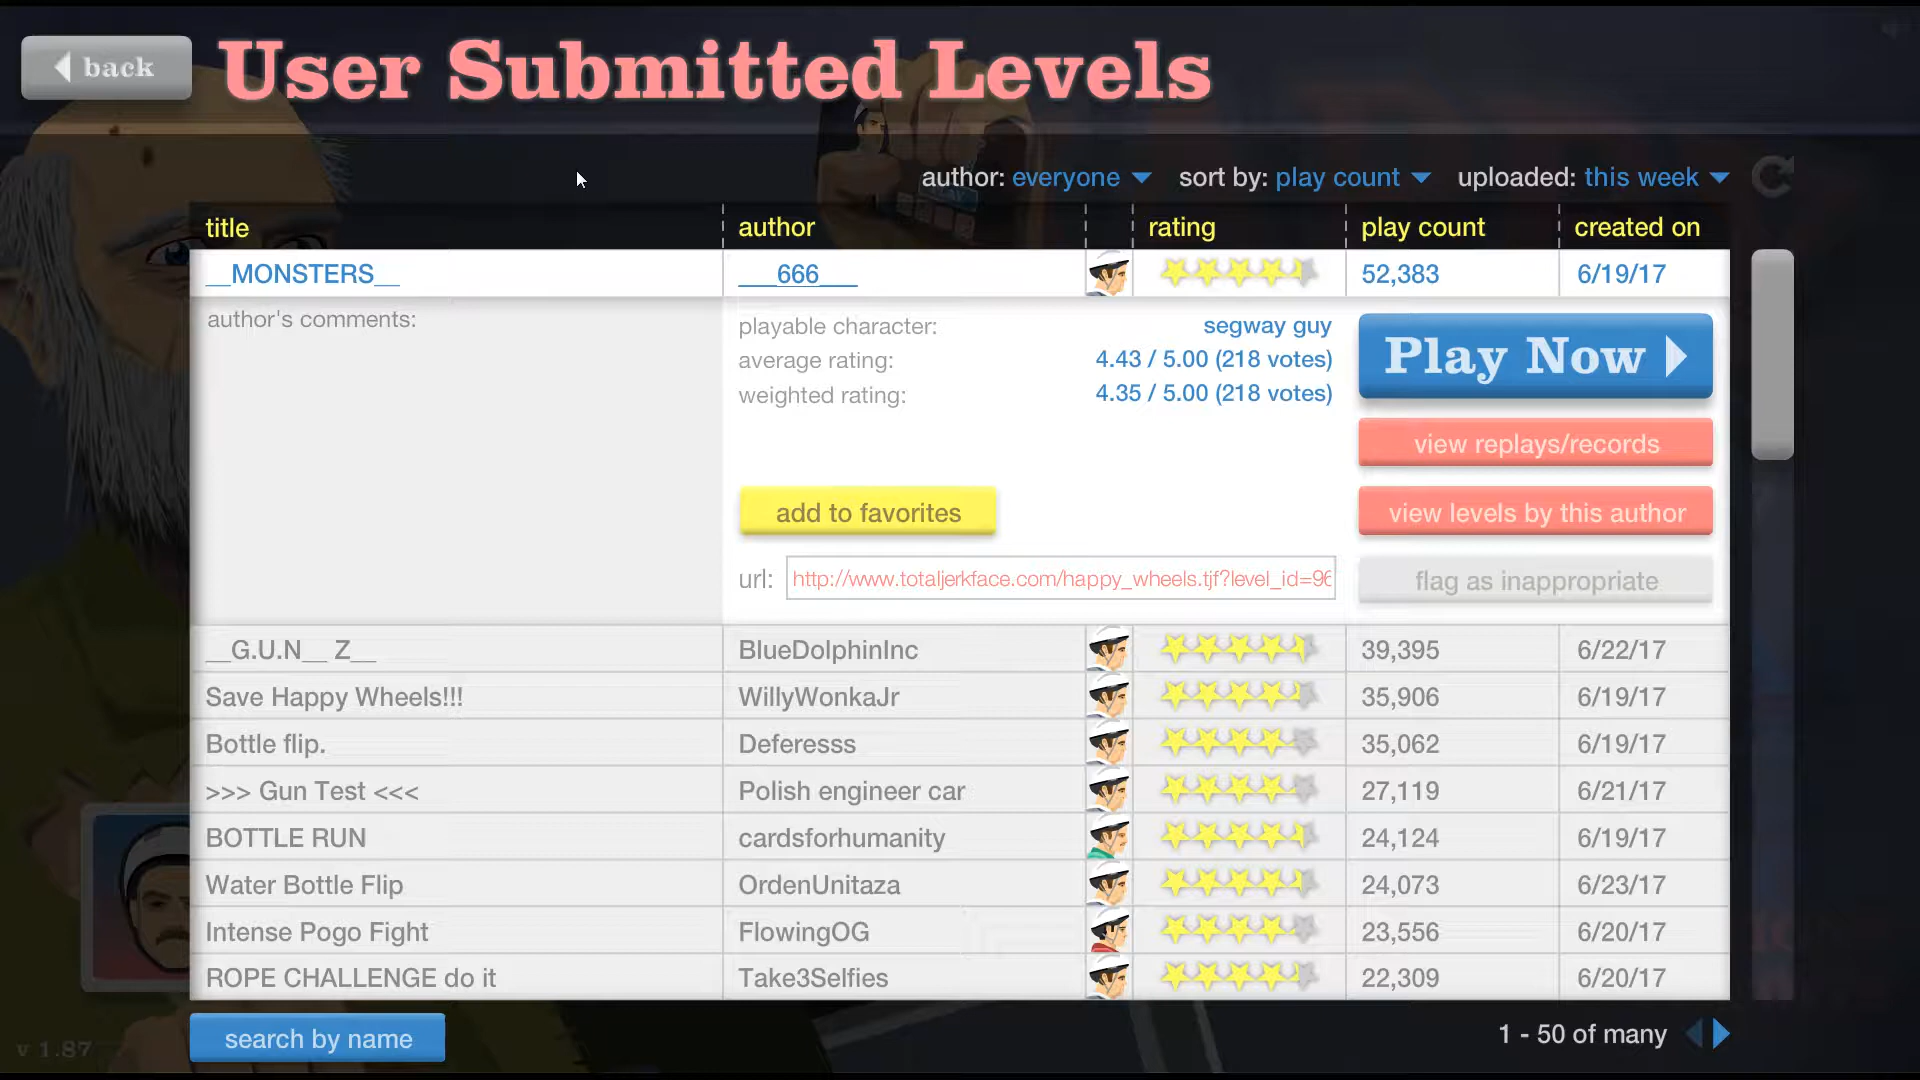 back
User Submitted Levels
author: everyone sort by: play count uploaded: this week
title author rating play count created on
__MONSTERS__ ___666___ 52,383 6/19/17
author's comments:
playable character: segway guy
average rating: 4.43 / 5.00 (218 votes)
weighted rating: 4.35 / 5.00 (218 votes)
Play Now
view replays/records
add to favorites
view levels by this author
url: http://www.totaljerkface.com/happy_wheels.tjf?level_id=96
flag as inappropriate
__G.U.N__ Z__ BlueDolphinInc 39,395 6/22/17
Save Happy Wheels!!! WillyWonkaJr 35,906 6/19/17
Bottle flip. Deferesss 35,062 6/19/17
>>> Gun Test <<< Polish engineer car 27,119 6/21/17
BOTTLE RUN cardsforhumanity 24,124 6/19/17
Water Bottle Flip OrdenUnitaza 24,073 6/23/17
Intense Pogo Fight FlowingOG 23,556 6/20/17
ROPE CHALLENGE do it Take3Selfies 22,309 6/20/17
search by name
1 - 50 of many
v 1.87